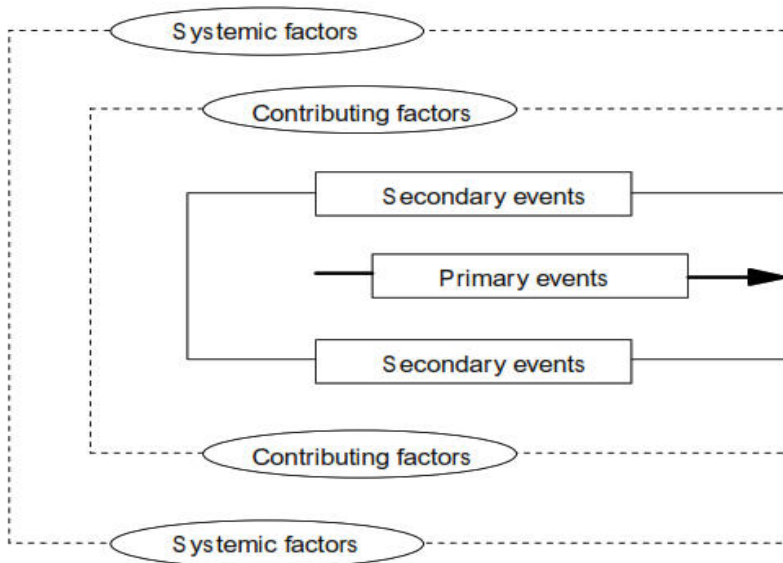 Systemic factors
Contributing factors
Secondary events
Primary events
Secondary events
Contributing factors
Systemic factors